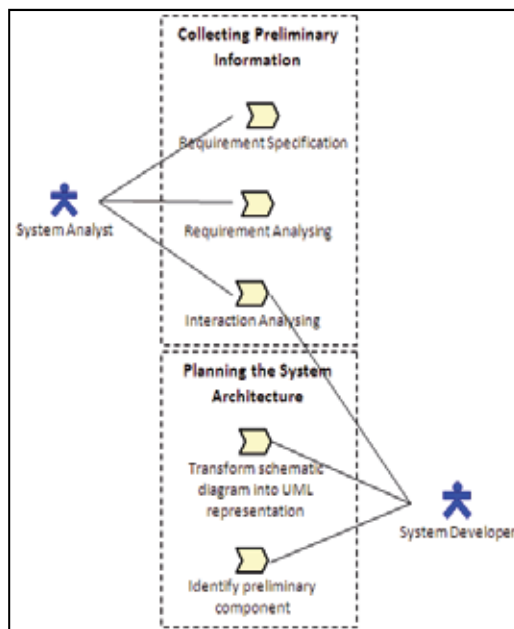 Collecting Preliminary
Information
Requirement Specification
System Analyst
Requirement Analysing
Interaction Analysing
Planning the System
Architecture
Transform schematic
diagram into UML
representation
System Developer
Identify preliminary
component